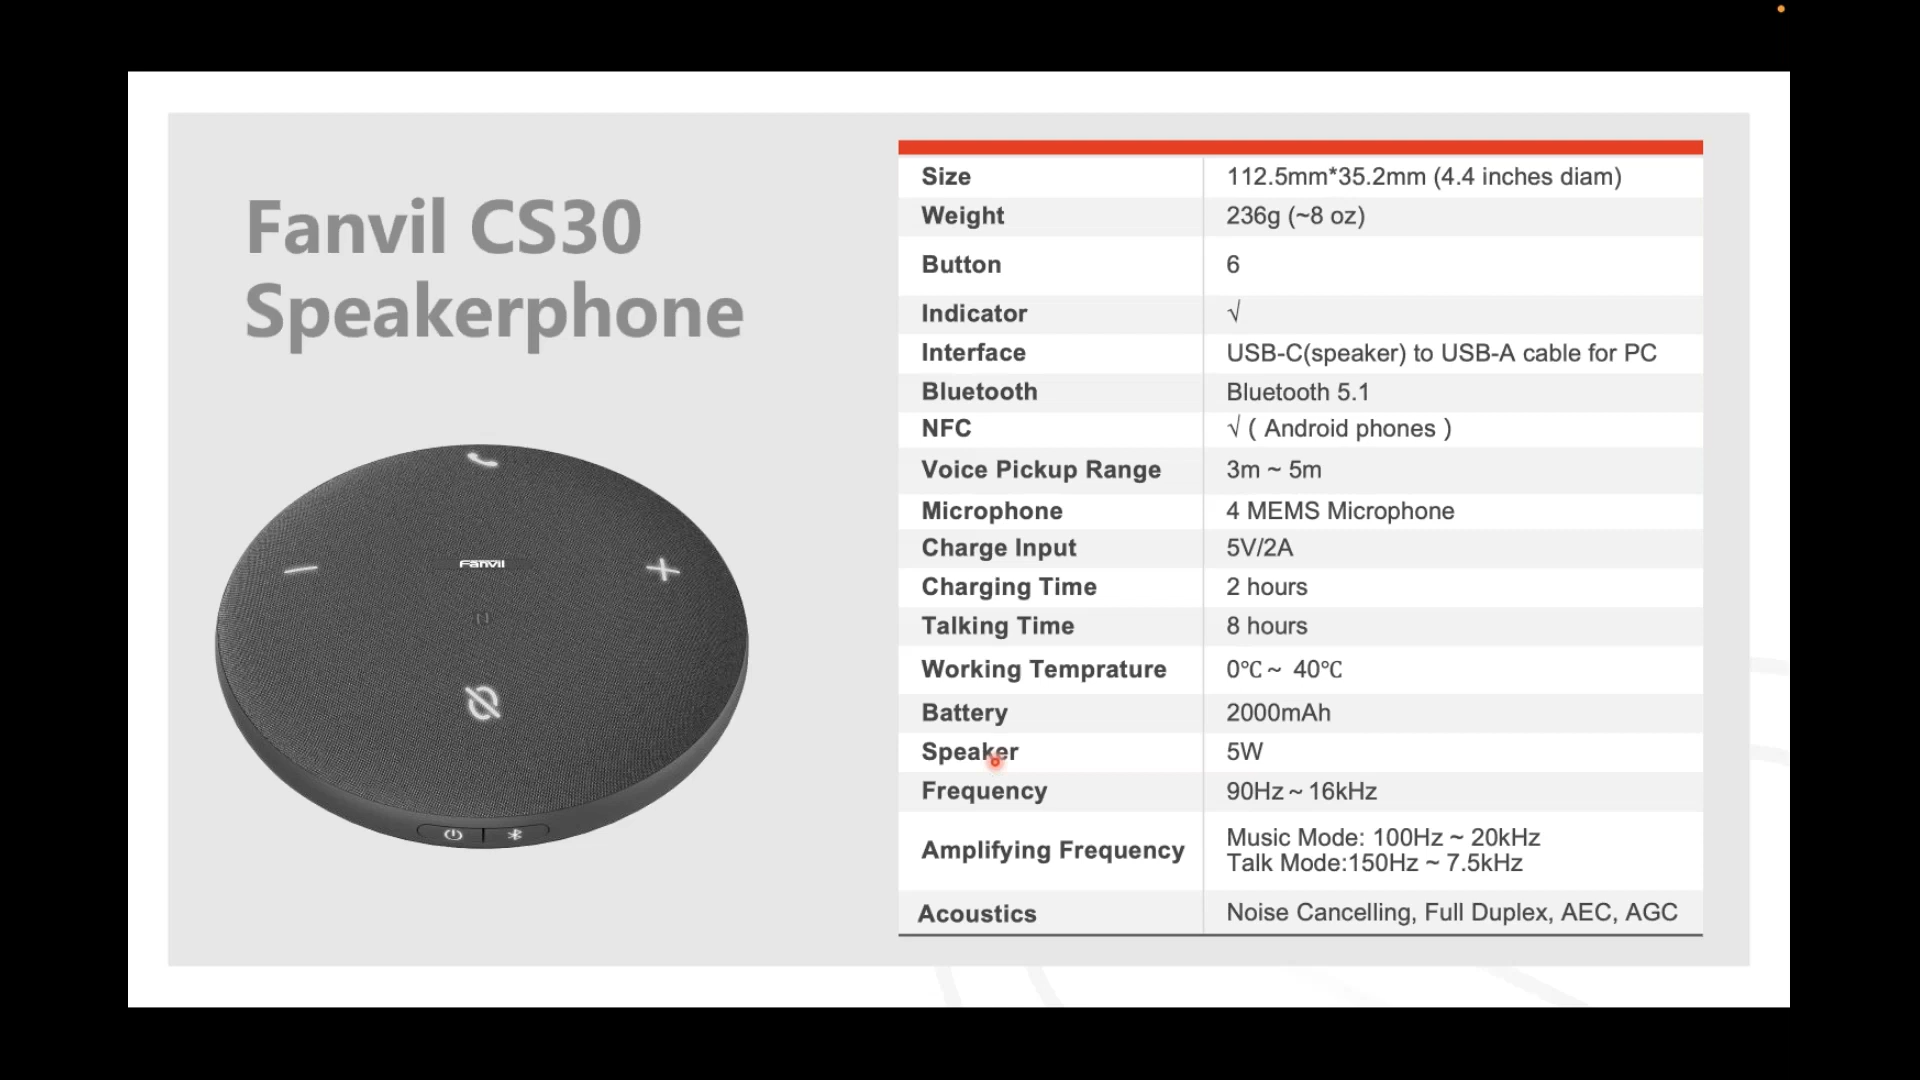 Fanvil CS30
Speakerphone
Fanvil
Size 112.5mm*35.2mm (4.4 inches diam)
Weight 236g (~8 oz)
Button 6
Indicator √
Interface USB-C(speaker) to USB-A cable for PC
Bluetooth Bluetooth 5.1
NFC √ ( Android phones )
Voice Pickup Range 3m ~ 5m
Microphone 4 MEMS Microphone
Charge Input 5V/2A
Charging Time 2 hours
Talking Time 8 hours
Working Temprature 0℃ ~ 40℃
Battery 2000mAh
Speaker 5W
Frequency 90Hz ~ 16kHz
Amplifying Frequency Music Mode: 100Hz ~ 20kHz
Talk Mode:150Hz ~ 7.5kHz
Acoustics Noise Cancelling, Full Duplex, AEC, AGC